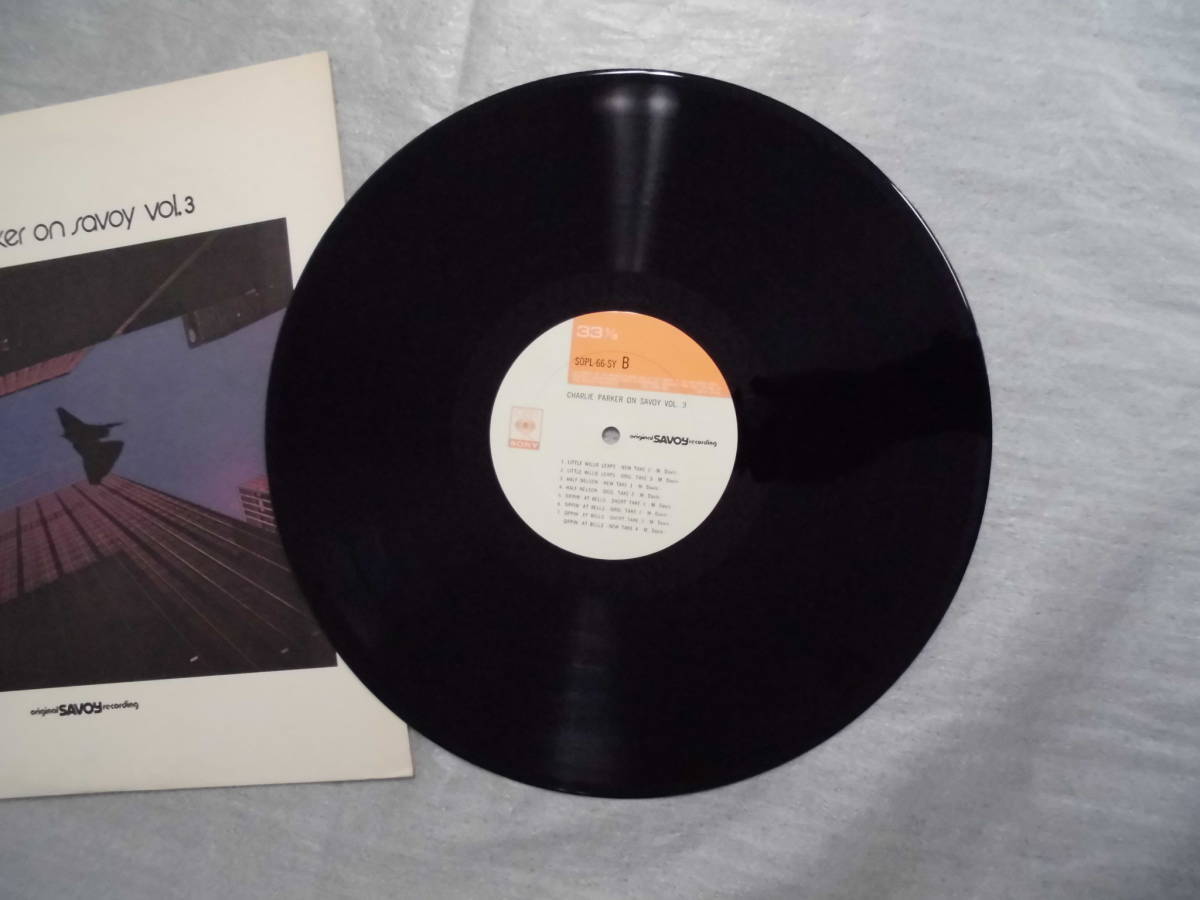 ker on savoy vol.3
original SAVOY recording
33⅓
SOPL-66-SY B
CHARLIE PARKER ON SAVOY VOL. 3
SONY
original SAVOY recording
1. LITTLE WILLIE LEAPS NEW TAKE 2 M. Davis
2. LITTLE WILLIE LEAPS ORIG. TAKE 3 M. Davis
3. HALF NELSON NEW TAKE 1 M. Davis
4. HALF NELSON ORIG. TAKE 2 M. Davis
5. SIPPIN' AT BELLS SHORT TAKE 1 M. Davis
6. SIPPIN' AT BELLS ORIG. TAKE M. Davis
7. SIPPIN' AT BELLS SHORT TAKE M. Davis
SIPPIN' AT BELLS NEW TAKE 4 M. Davis